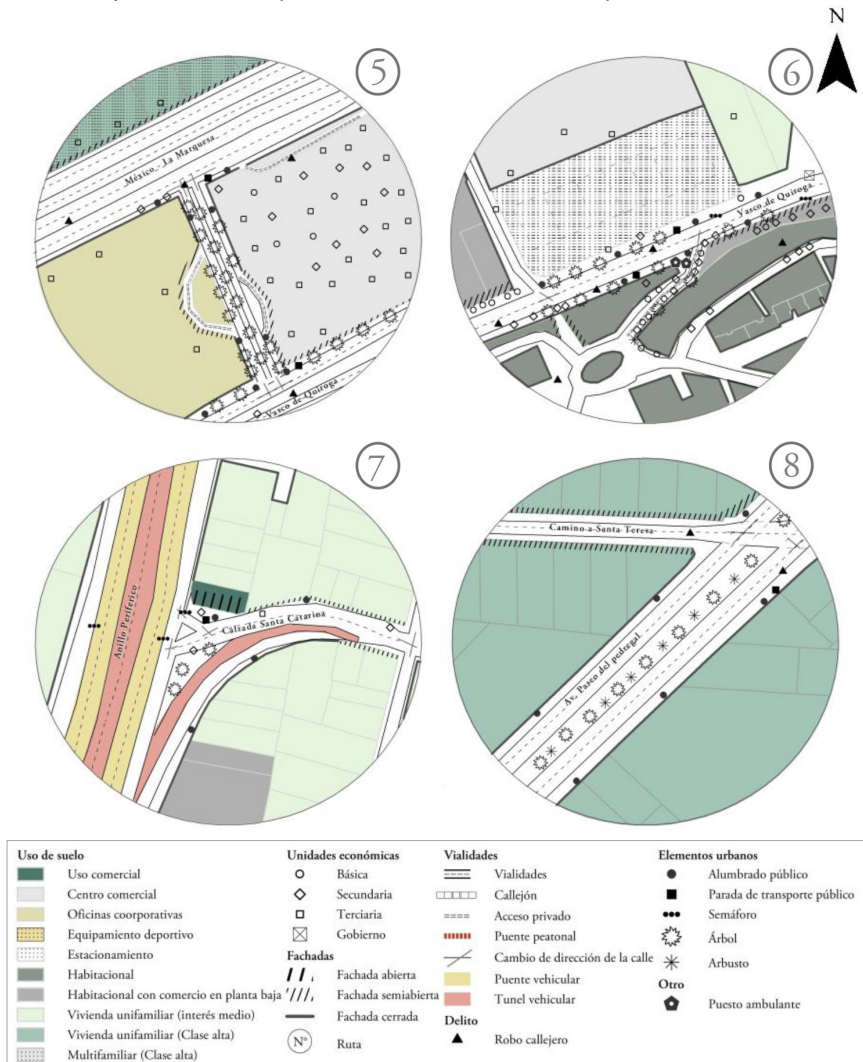 N
5
6
México - La Marquesa
Vasco de Quiroga
Vasco de Quiroga
7
8
Anillo Periférico
Calzada Santa Catarina
Camino a Santa Teresa
Av. Paseo del pedregal
Uso de suelo
Uso comercial
Centro comercial
Oficinas coorporativas
Equipamiento deportivo
Estacionamiento
Habitacional
Habitacional con comercio en planta baja
Vivienda unifamiliar (interés medio)
Vivienda unifamiliar (Clase alta)
Multifamiliar (Clase alta)
Unidades económicas
Básica
Secundaria
Terciaria
Gobierno
Fachadas
Fachada abierta
Fachada semiabierta
Fachada cerrada
Nº Ruta
Vialidades
Vialidades
Callejón
Acceso privado
Puente peatonal
Cambio de dirección de la calle
Puente vehicular
Tunel vehicular
Delito
Robo callejero
Elementos urbanos
Alumbrado público
Parada de transporte público
Semáforo
Árbol
Arbusto
Otro
Puesto ambulante